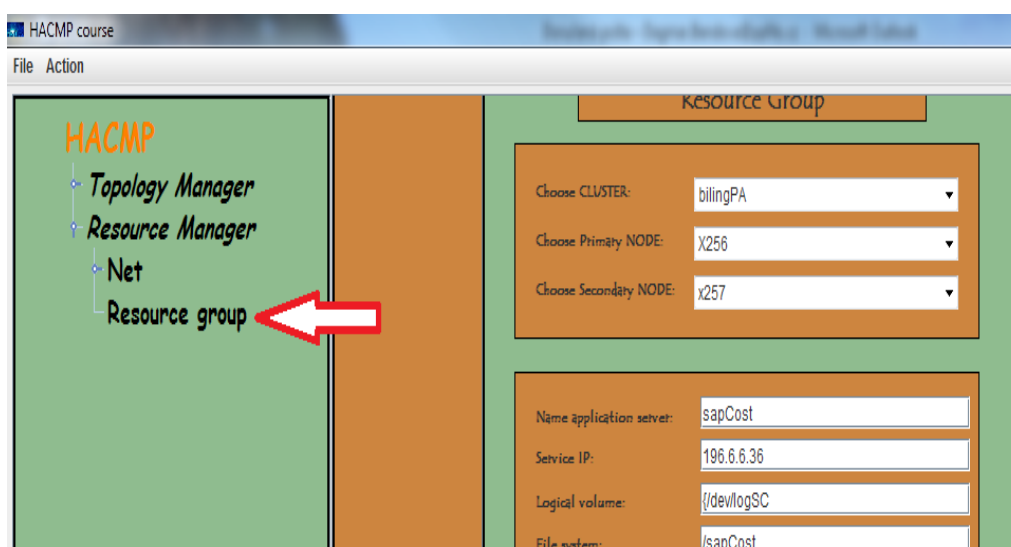 HACMP course
File Action
HACMP
Topology Manager
Resource Manager
Net
Resource group
Resource Group
Choose CLUSTER: bilingPA
Choose Primary NODE: X256
Choose Secondary NODE: x257
Name application server: sapCost
Service IP: 196.6.6.36
Logical volume: {/dev/logSC
File system: /sapCost